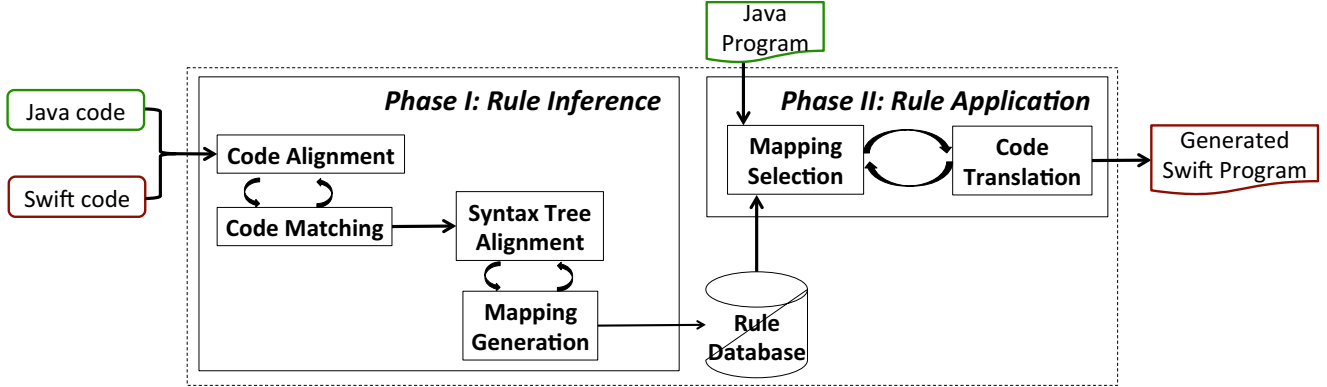 Java
Program
Phase I: Rule Inference
Phase II: Rule Application
Java code
Swift code
Code Alignment
Code Matching
Syntax Tree
Alignment
Mapping
Generation
Rule
Database
Mapping
Selection
Code
Translation
Generated
Swift Program